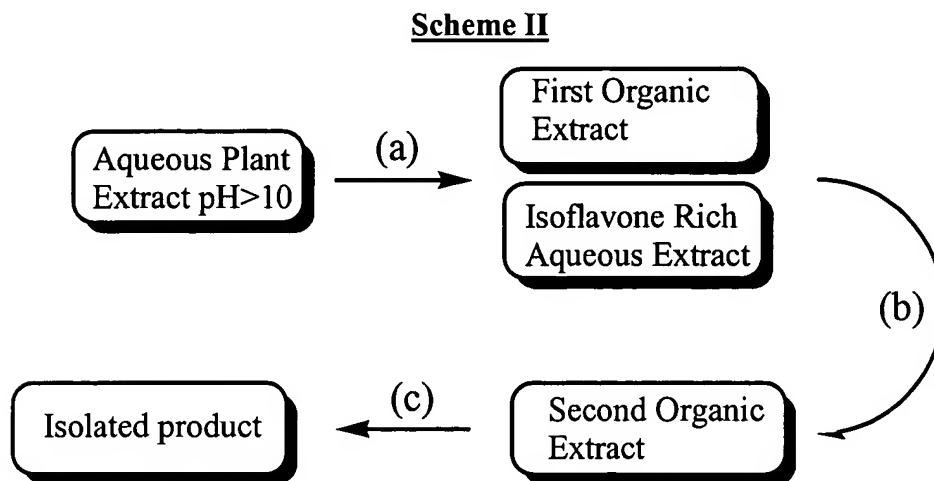 Scheme II
Aqueous Plant
Extract pH>10
(a)
First Organic
Extract
Isoflavone Rich
Aqueous Extract
(b)
Second Organic
Extract
(c)
Isolated product